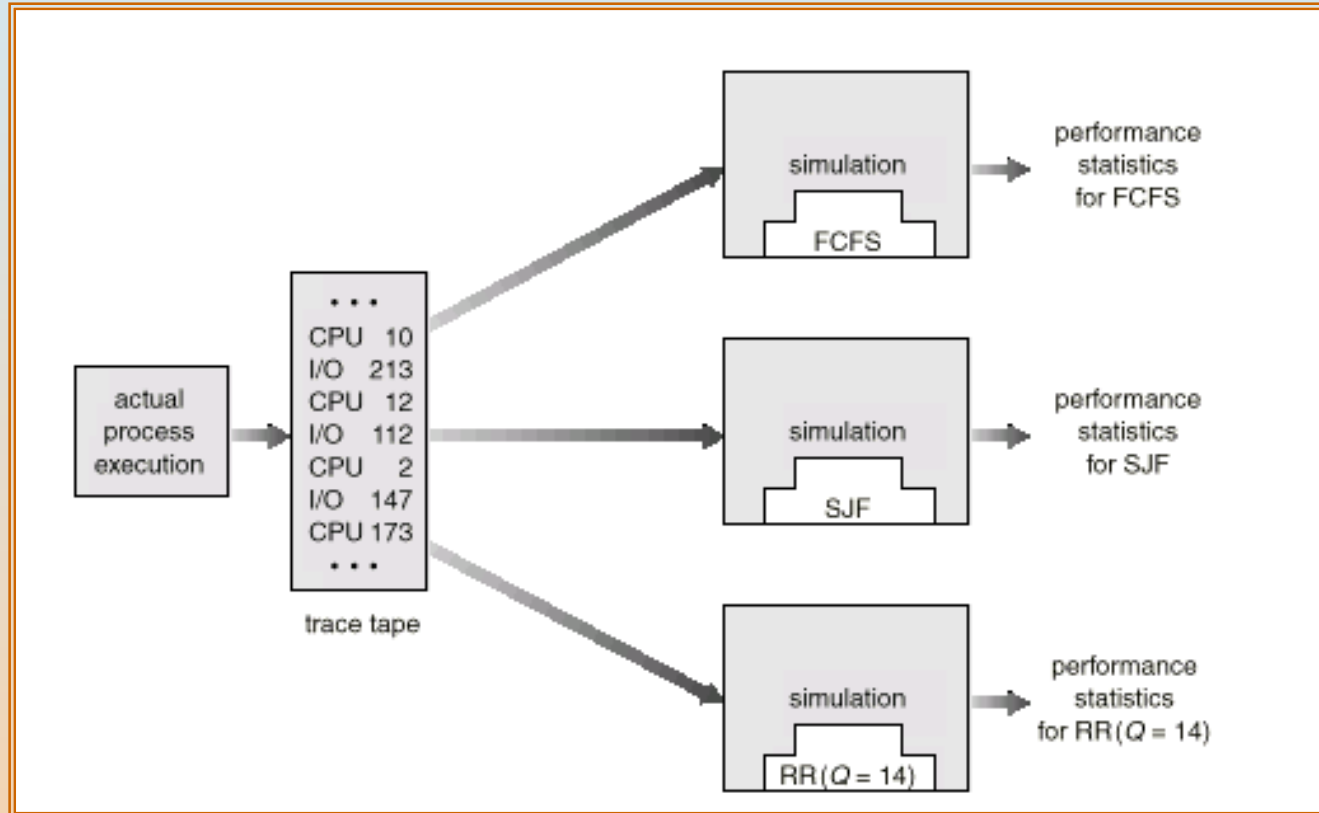 actual
process
execution
• • •
CPU 10
I/O 213
CPU 12
I/O 112
CPU 2
I/O 147
CPU 173
• • •
trace tape
simulation
FCFS
performance
statistics
for FCFS
simulation
SJF
performance
statistics
for SJF
simulation
RR (Q = 14)
performance
statistics
for RR (Q = 14)